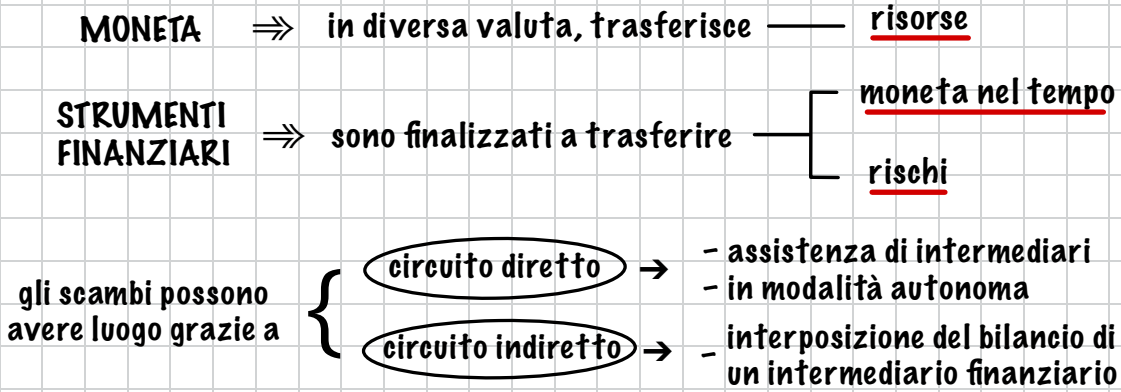 MONETA ⇒ in diversa valuta, trasferisce — risorse
STRUMENTI
FINANZIARI ⇒ sono finalizzati a trasferire
moneta nel tempo
rischi
gli scambi possono
avere luogo grazie a
circuito diretto →
- assistenza di intermediari
- in modalità autonoma
circuito indiretto →
- interposizione del bilancio di
un intermediario finanziario